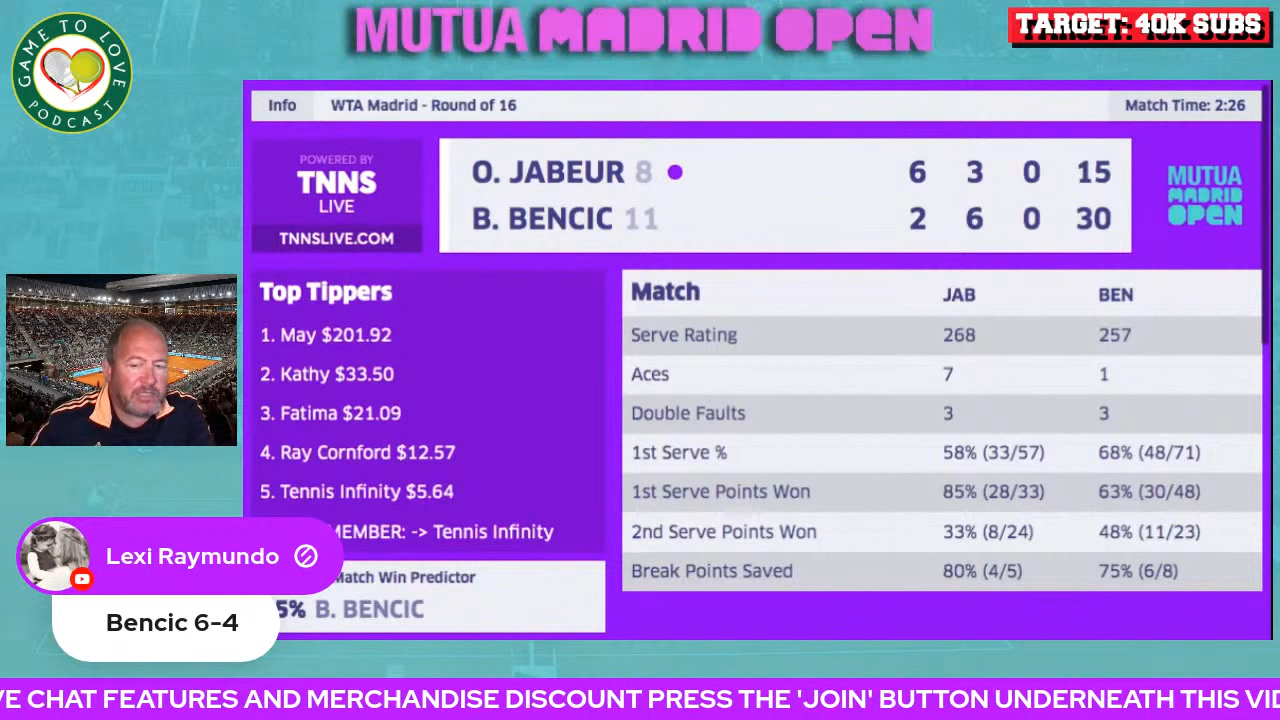 GAME TO LOVE
PODCAST
MUTUA MADRID OPEN
TARGET: 40K SUBS
Info WTA Madrid - Round of 16 Match Time: 2:26
POWERED BY
TNNS
LIVE
TNNSLIVE.COM
O. JABEUR 8 6 3 0 15
B. BENCIC 11 2 6 0 30
MUTUA
MADRID
OPEN
Top Tippers
1. May $201.92
2. Kathy $33.50
3. Fatima $21.09
4. Ray Cornford $12.57
5. Tennis Infinity $5.64
MEMBER: -> Tennis Infinity
Match Win Predictor
5% B. BENCIC
Match JAB BEN
Serve Rating 268 257
Aces 7 1
Double Faults 3 3
1st Serve % 58% (33/57) 68% (48/71)
1st Serve Points Won 85% (28/33) 63% (30/48)
2nd Serve Points Won 33% (8/24) 48% (11/23)
Break Points Saved 80% (4/5) 75% (6/8)
Lexi Raymundo
Bencic 6-4
VE CHAT FEATURES AND MERCHANDISE DISCOUNT PRESS THE 'JOIN' BUTTON UNDERNEATH THIS VID